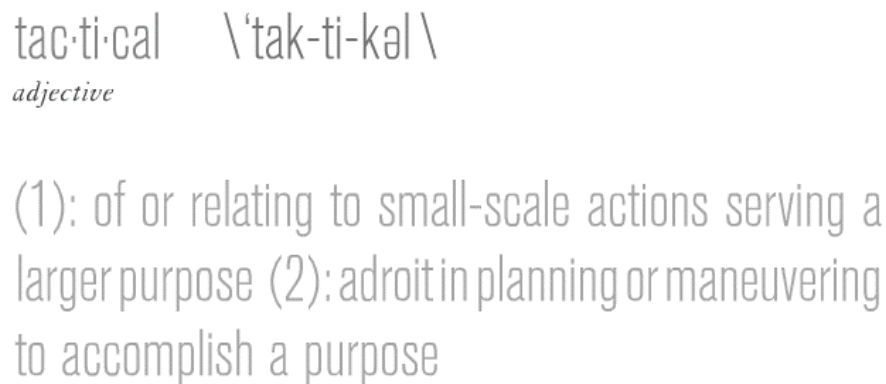 tac·ti·cal \ˈtak-ti-kəl\
adjective
(1): of or relating to small-scale actions serving a
larger purpose (2): adroit in planning or maneuvering
to accomplish a purpose